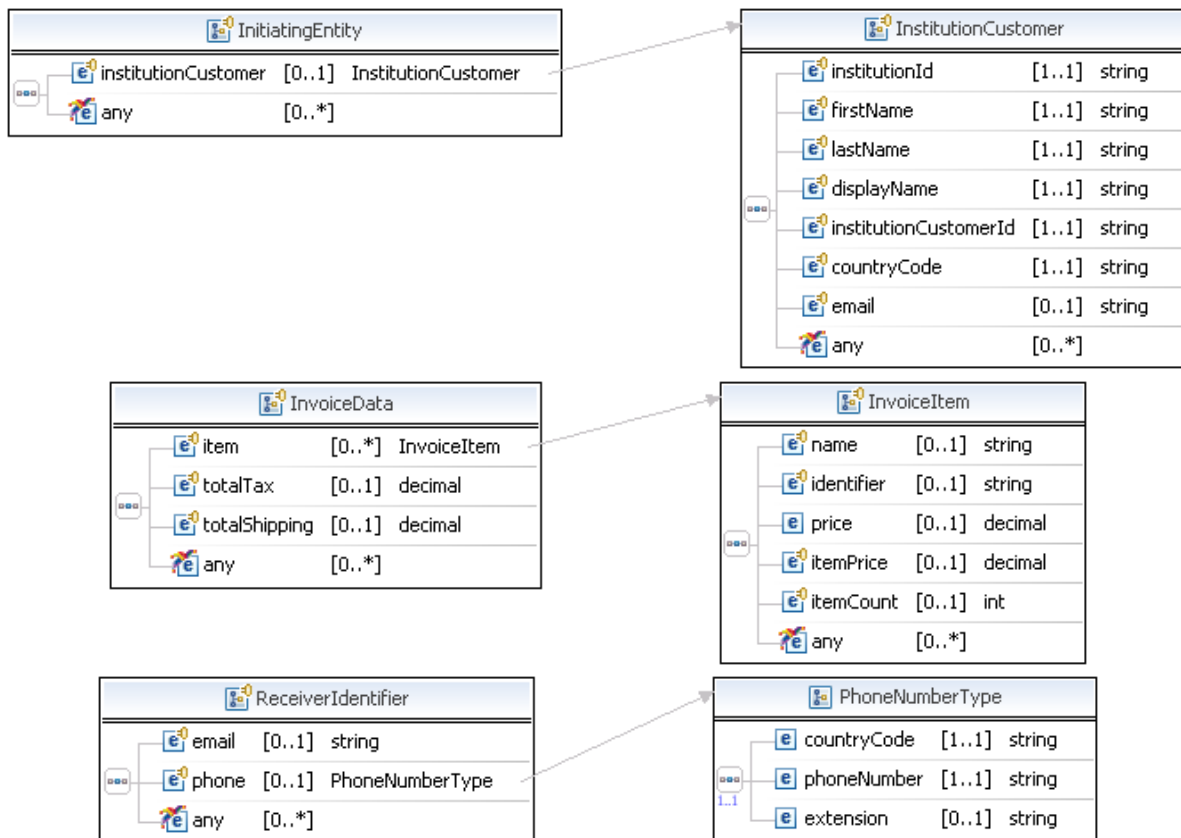 InitiatingEntity
institutionCustomer [0..1] InstitutionCustomer
any [0..*]
InstitutionCustomer
institutionId [1..1] string
firstName [1..1] string
lastName [1..1] string
displayName [1..1] string
institutionCustomerId [1..1] string
countryCode [1..1] string
email [0..1] string
any [0..*]
InvoiceData
item [0..*] InvoiceItem
totalTax [0..1] decimal
totalShipping [0..1] decimal
any [0..*]
InvoiceItem
name [0..1] string
identifier [0..1] string
price [0..1] decimal
itemPrice [0..1] decimal
itemCount [0..1] int
any [0..*]
ReceiverIdentifier
email [0..1] string
phone [0..1] PhoneNumberType
any [0..*]
PhoneNumberType
countryCode [1..1] string
phoneNumber [1..1] string
1..1
extension [0..1] string